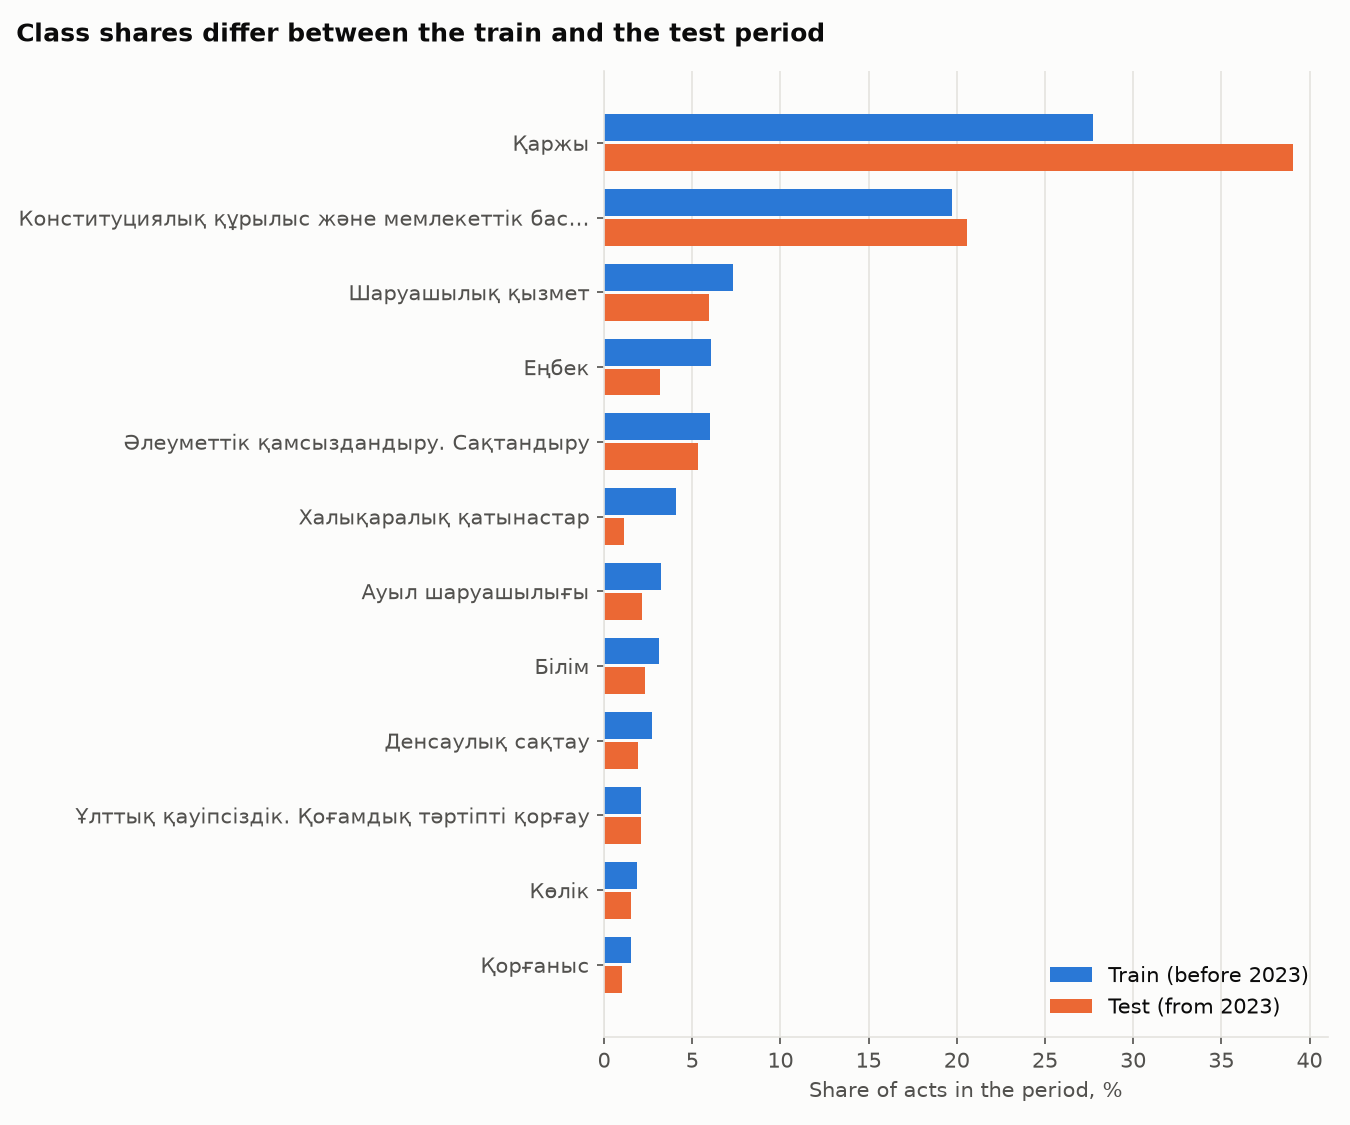 Class shares differ between the train and the test period
Қаржы
Конституциялық құрылыс және мемлекеттік бас...
Шаруашылық қызмет
Еңбек
Әлеуметтік қамсыздандыру. Сақтандыру
Халықаралық қатынастар
Ауыл шаруашылығы
Білім
Денсаулық сақтау
Ұлттық қауіпсіздік. Қоғамдық тәртіпті қорғау
Көлік
Қорғаныс
Train (before 2023)
Test (from 2023)
0 5 10 15 20 25 30 35 40
Share of acts in the period, %